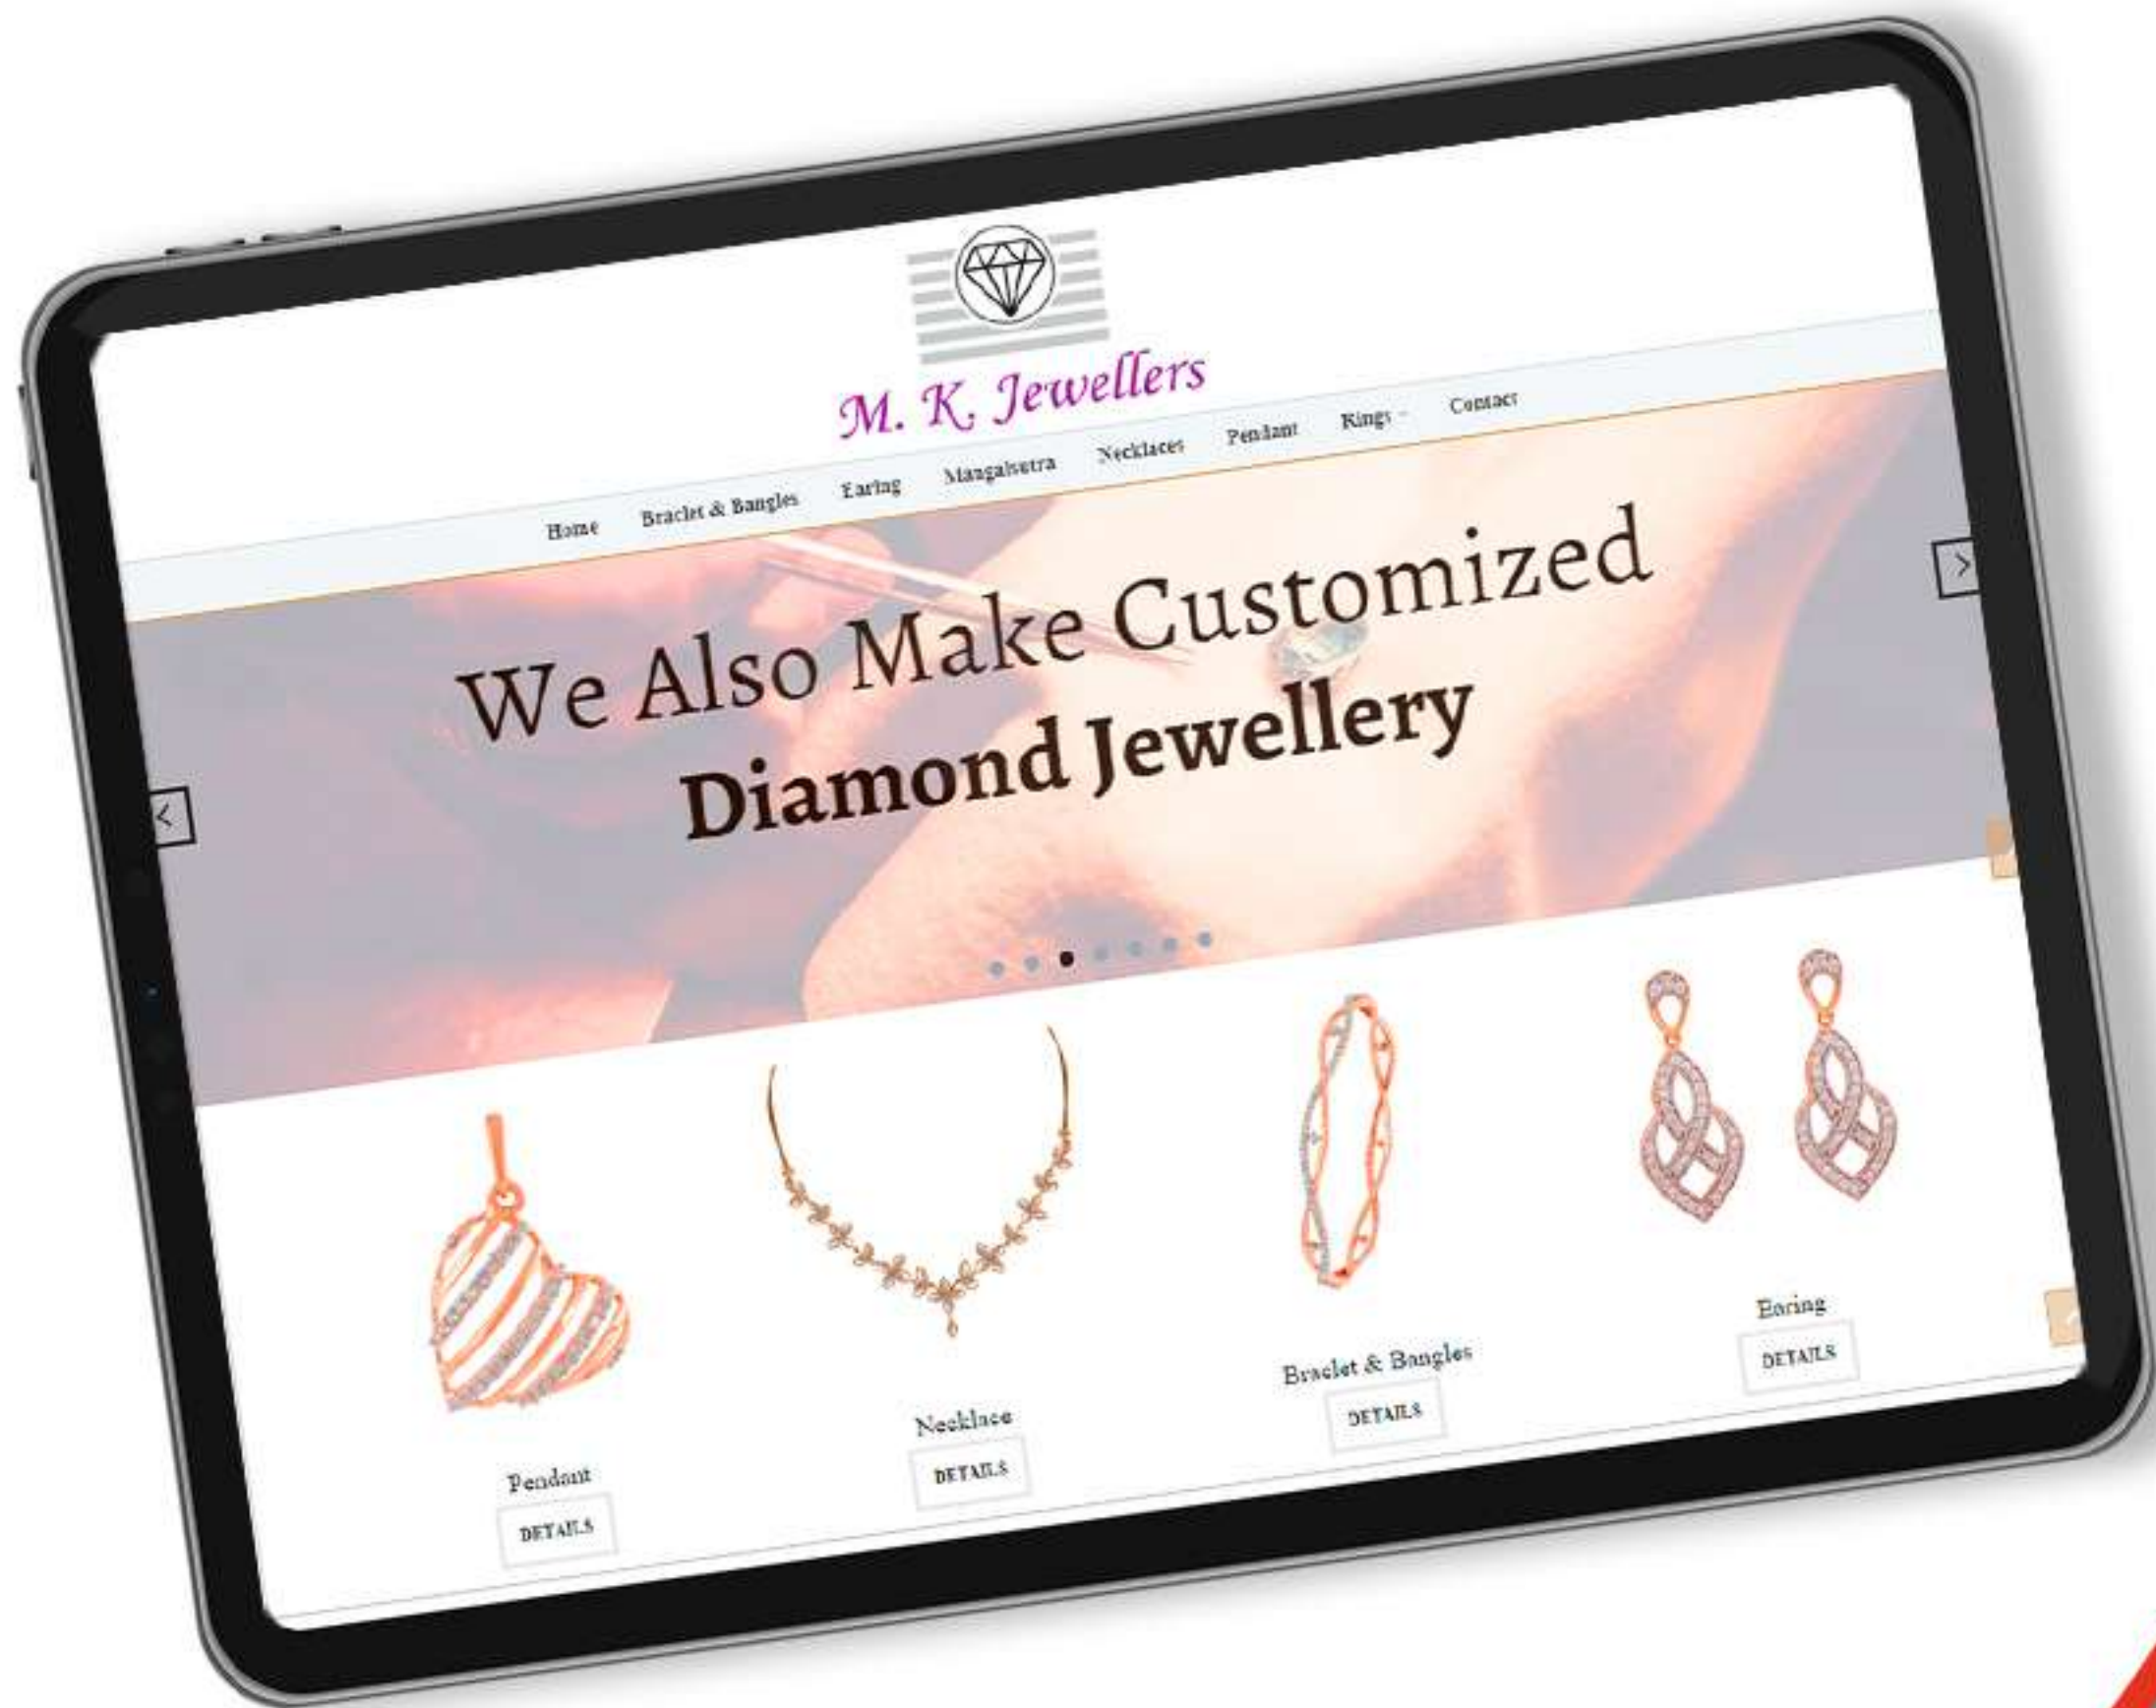 M. K. Jewellers
Home Braclet & Bangles Earing Mangalsutra Necklaces Pendant Rings Contact
We Also Make Customized
Diamond Jewellery
Pendant
DETAILS
Necklace
DETAILS
Braclet & Bangles
DETAILS
Earing
DETAILS